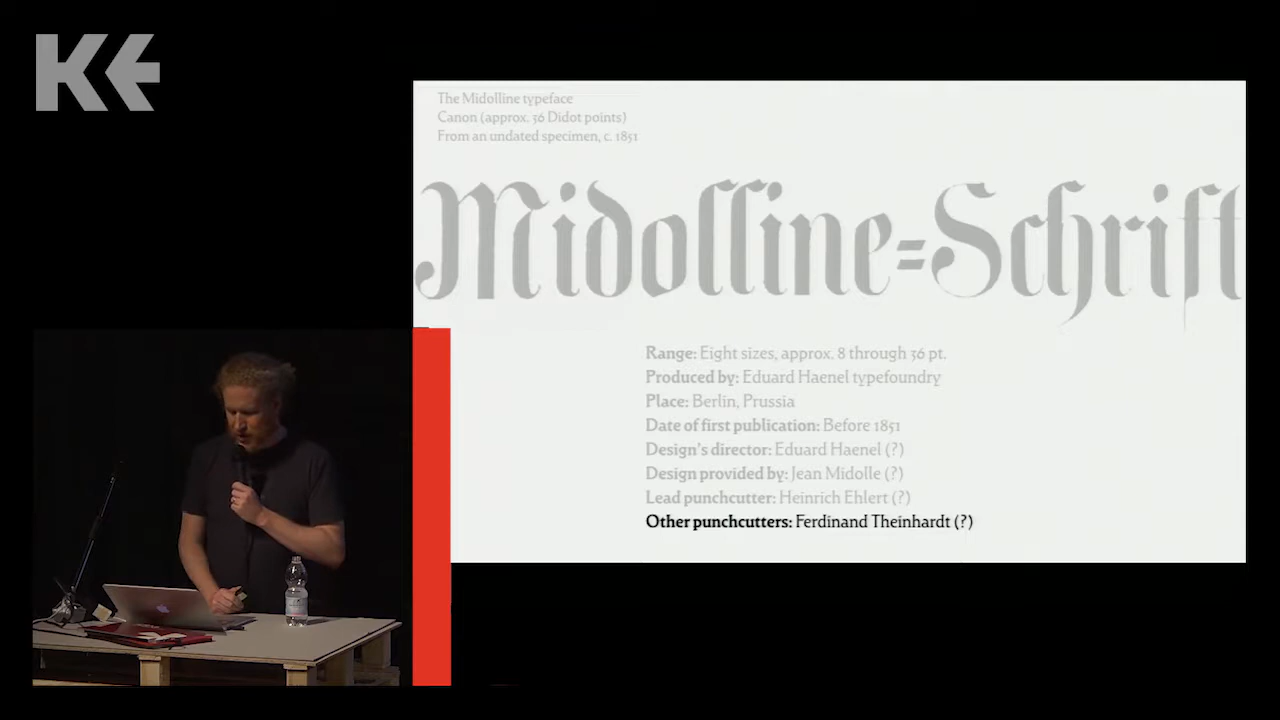 KE
The Midolline typeface
Canon (approx. 36 Didot points)
From an undated specimen, c. 1851
Midolline=Schrift
Range: Eight sizes, approx. 8 through 36 pt.
Produced by: Eduard Haenel typefoundry
Place: Berlin, Prussia
Date of first publication: Before 1851
Design's director: Eduard Haenel (?)
Design provided by: Jean Midolle (?)
Lead punchcutter: Heinrich Ehlert (?)
Other punchcutters: Ferdinand Theinhardt (?)